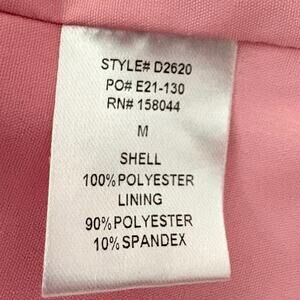 STYLE# D2620
PO# E21-130
RN# 158044
M
SHELL
100%POLYESTER
LINING
90%POLYESTER
10%SPANDEX